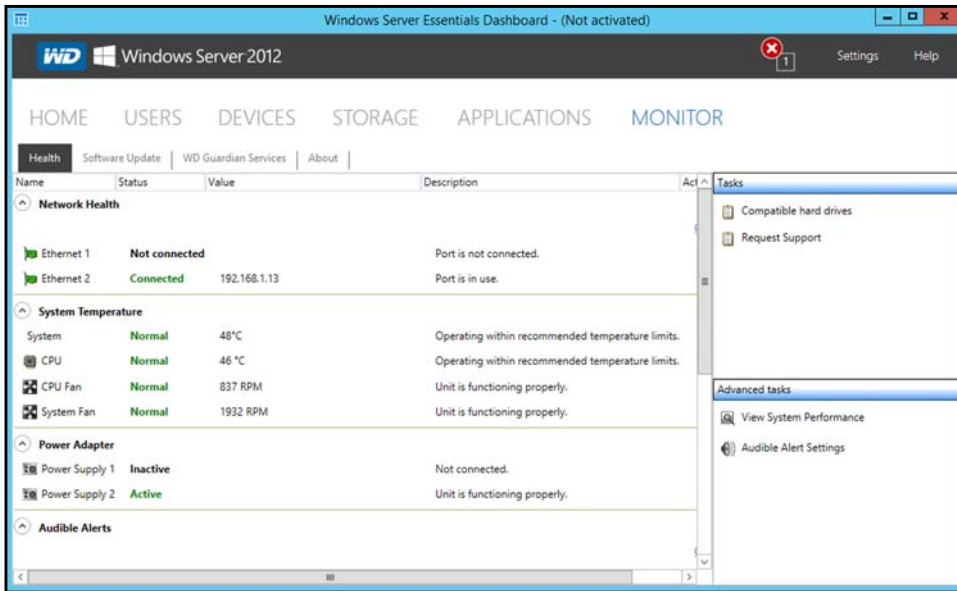 Windows Server Essentials Dashboard - (Not activated)
WD Windows Server 2012 1 Settings Help
HOME USERS DEVICES STORAGE APPLICATIONS MONITOR
Health Software Update WD Guardian Services About
Name Status Value Description Tasks
Network Health Compatible hard drives
Request Support
Ethernet 1 Not connected Port is not connected.
Ethernet 2 Connected 192.168.1.13 Port is in use.
System Temperature
System Normal 48°C Operating within recommended temperature limits.
CPU Normal 46 °C Operating within recommended temperature limits.
CPU Fan Normal 837 RPM Unit is functioning properly. Advanced tasks
System Fan Normal 1932 RPM Unit is functioning properly. View System Performance
Power Adapter Audible Alert Settings
Power Supply 1 Inactive Not connected.
Power Supply 2 Active Unit is functioning properly.
Audible Alerts